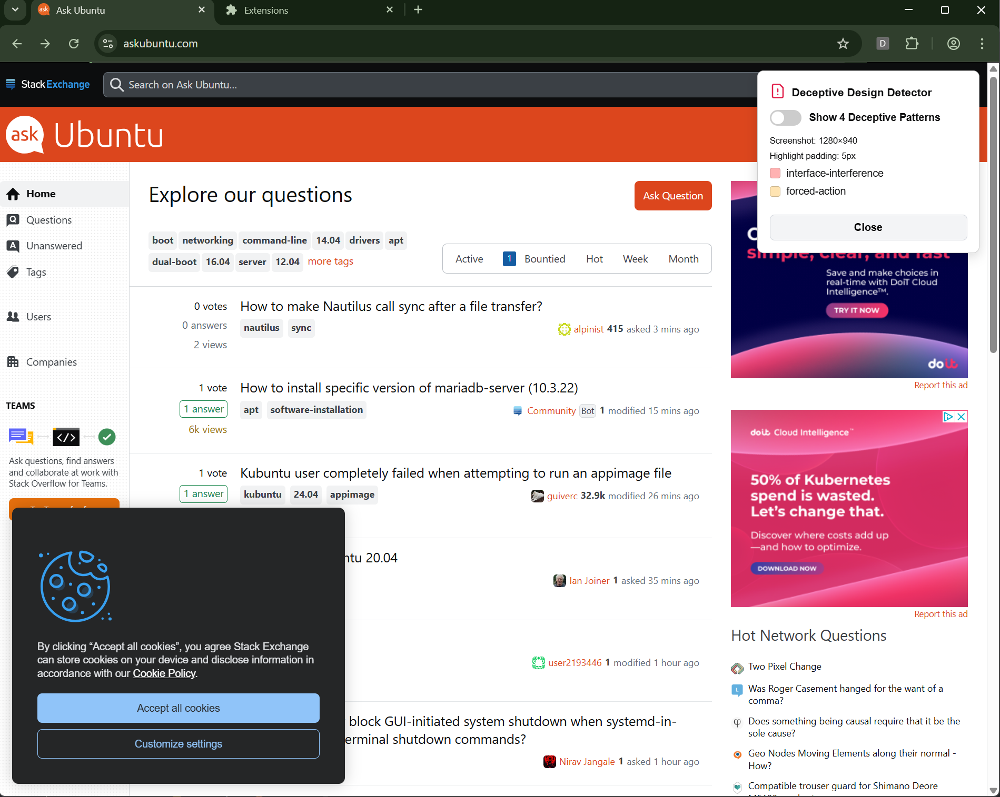 Ask Ubuntu
Extensions
askubuntu.com
D
StackExchange
Search on Ask Ubuntu...
Deceptive Design Detector
Show 4 Deceptive Patterns
Screenshot: 1280×940
Highlight padding: 5px
interface-interference
forced-action
Close
ask Ubuntu
Home
Questions
Unanswered
Tags
Users
Companies
TEAMS
Ask questions, find answers
and collaborate at work with
Stack Overflow for Teams.
Explore our questions
Ask Question
boot networking command-line 14.04 drivers apt
dual-boot 16.04 server 12.04 more tags
Active 1 Bountied Hot Week Month
0 votes
0 answers
2 views
How to make Nautilus call sync after a file transfer?
nautilus sync
alpinist 415 asked 3 mins ago
1 vote
1 answer
6k views
How to install specific version of mariadb-server (10.3.22)
apt software-installation
Community Bot 1 modified 15 mins ago
1 vote
1 answer
Kubuntu user completely failed when attempting to run an appimage file
kubuntu 24.04 appimage
guiverc 32.9k modified 26 mins ago
ntu 20.04
Ian Joiner 1 asked 35 mins ago
user2193446 1 modified 1 hour ago
block GUI-initiated system shutdown when systemd-in-
erminal shutdown commands?
Nirav Jangale 1 asked 1 hour ago
By clicking “Accept all cookies”, you agree Stack Exchange
can store cookies on your device and disclose information in
accordance with our Cookie Policy.
Accept all cookies
Customize settings
simple, clear, and fast
Save and make choices in
real-time with DoiT Cloud
Intelligence™.
TRY IT NOW
doit
Report this ad
doit Cloud Intelligence™
50% of Kubernetes
spend is wasted.
Let's change that.
Discover where costs add up
—and how to optimize.
DOWNLOAD NOW
Report this ad
Hot Network Questions
Two Pixel Change
Was Roger Casement hanged for the want of a
comma?
Does something being causal require that it be the
sole cause?
Geo Nodes Moving Elements along their normal -
How?
Compatible trouser guard for Shimano Deore